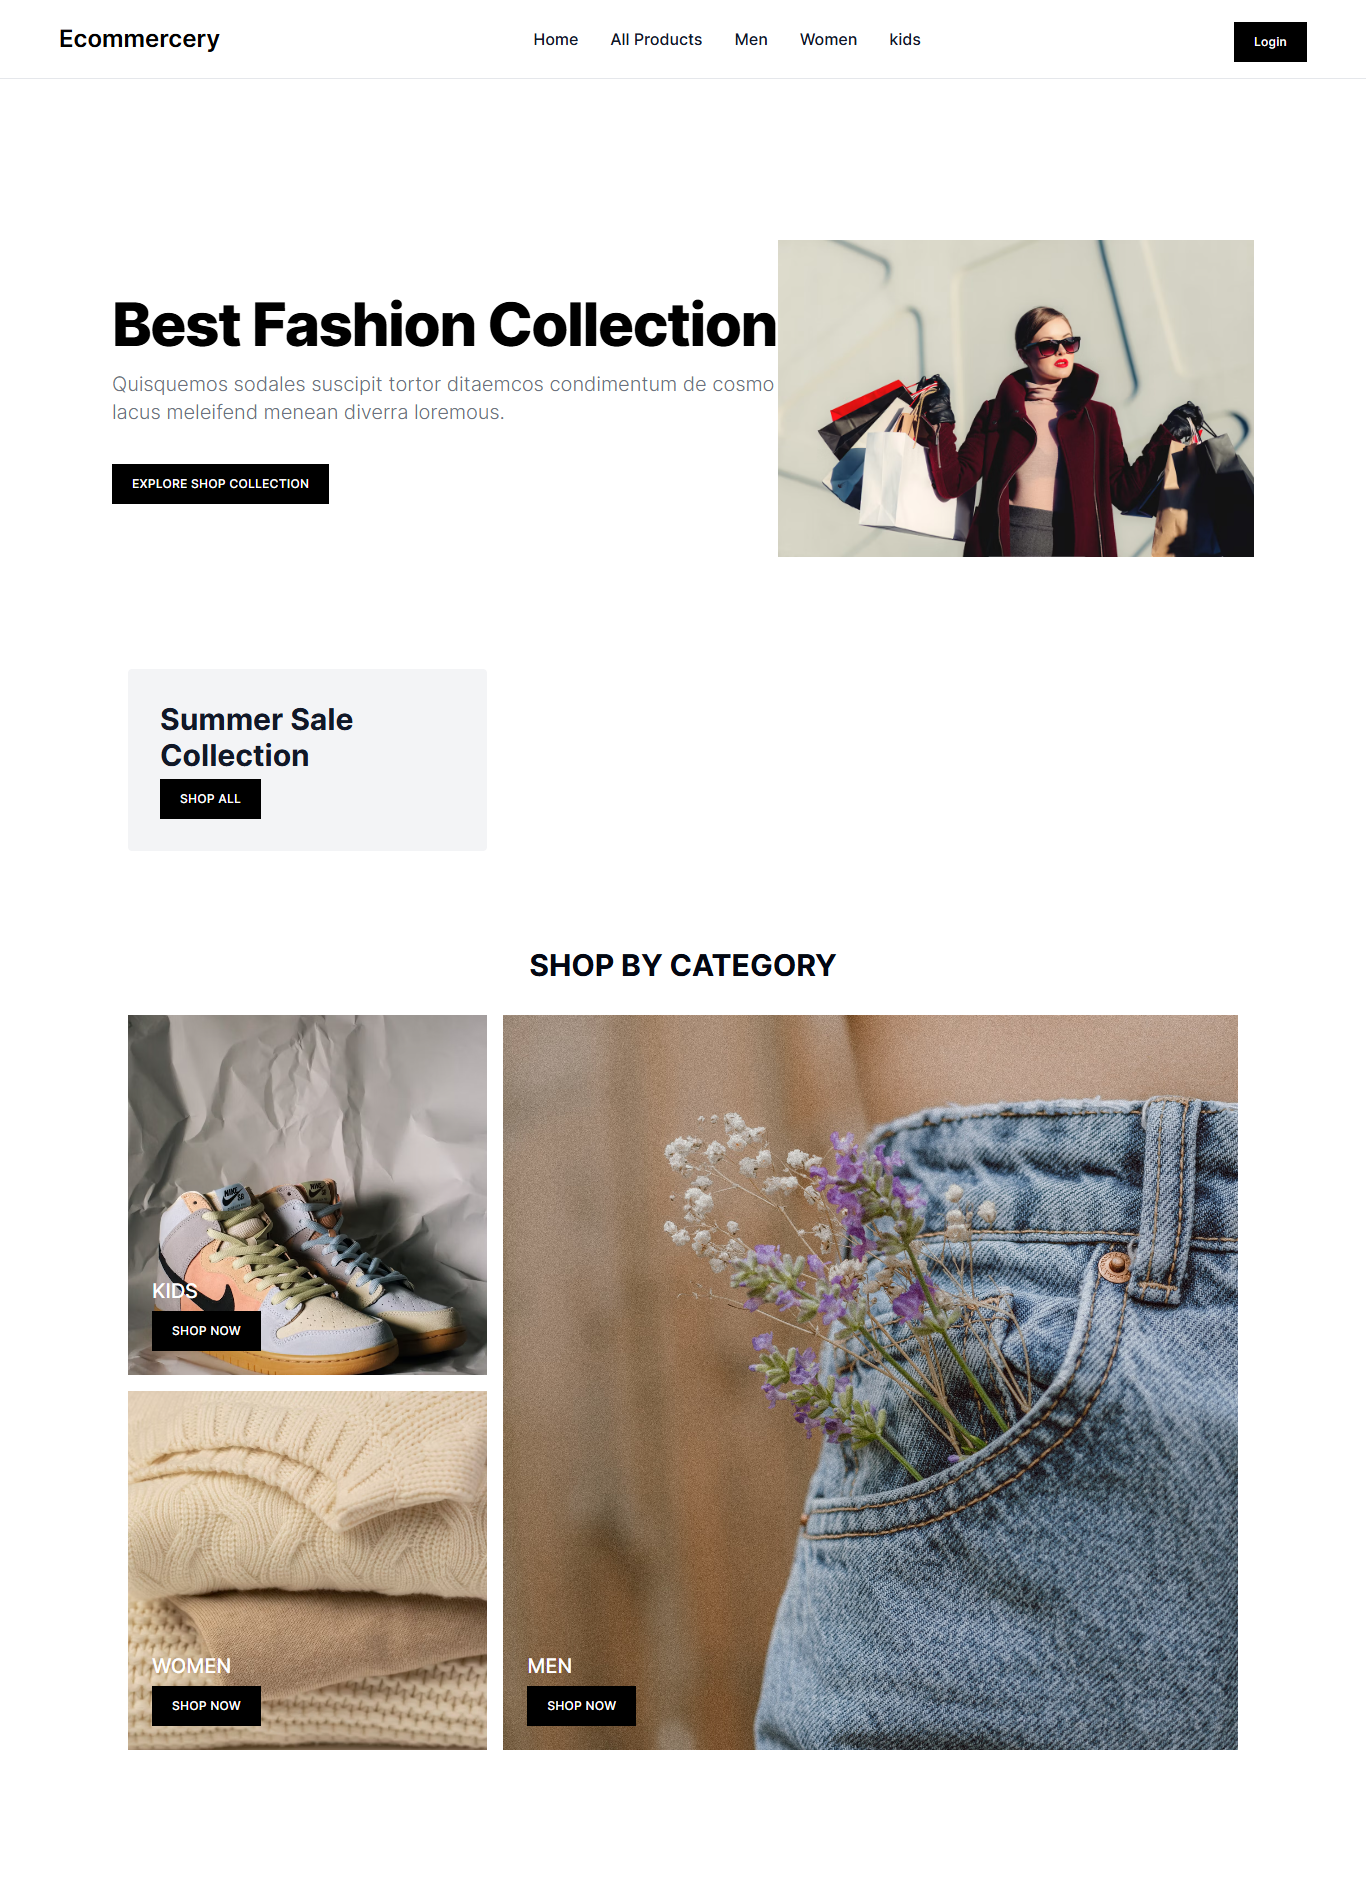 Ecommercery
Home
All Products
Men
Women
kids
Login
Best Fashion Collection
Quisquemos sodales suscipit tortor ditaemcos condimentum de cosmo
lacus meleifend menean diverra loremous.
EXPLORE SHOP COLLECTION
Summer Sale
Collection
SHOP ALL
SHOP BY CATEGORY
NIKE
NIKE
KIDS
SHOP NOW
WOMEN
SHOP NOW
MEN
SHOP NOW